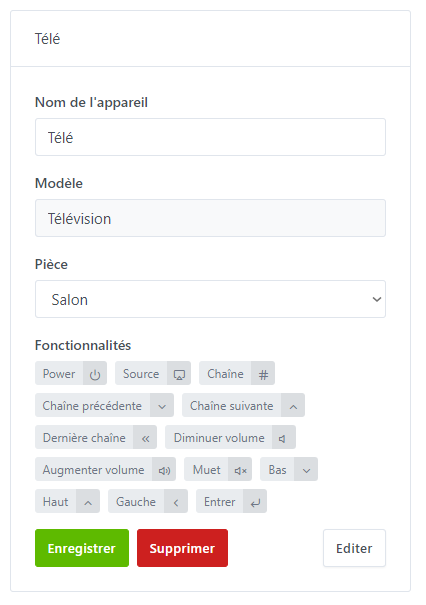 Télé
Nom de l'appareil
Télé
Modèle
Télévision
Pièce
Salon
Fonctionnalités
Power Source Chaîne #
Chaîne précédente Chaîne suivante
Dernière chaîne Diminuer volume
Augmenter volume Muet Bas
Haut Gauche Entrer
Enregistrer Supprimer Editer